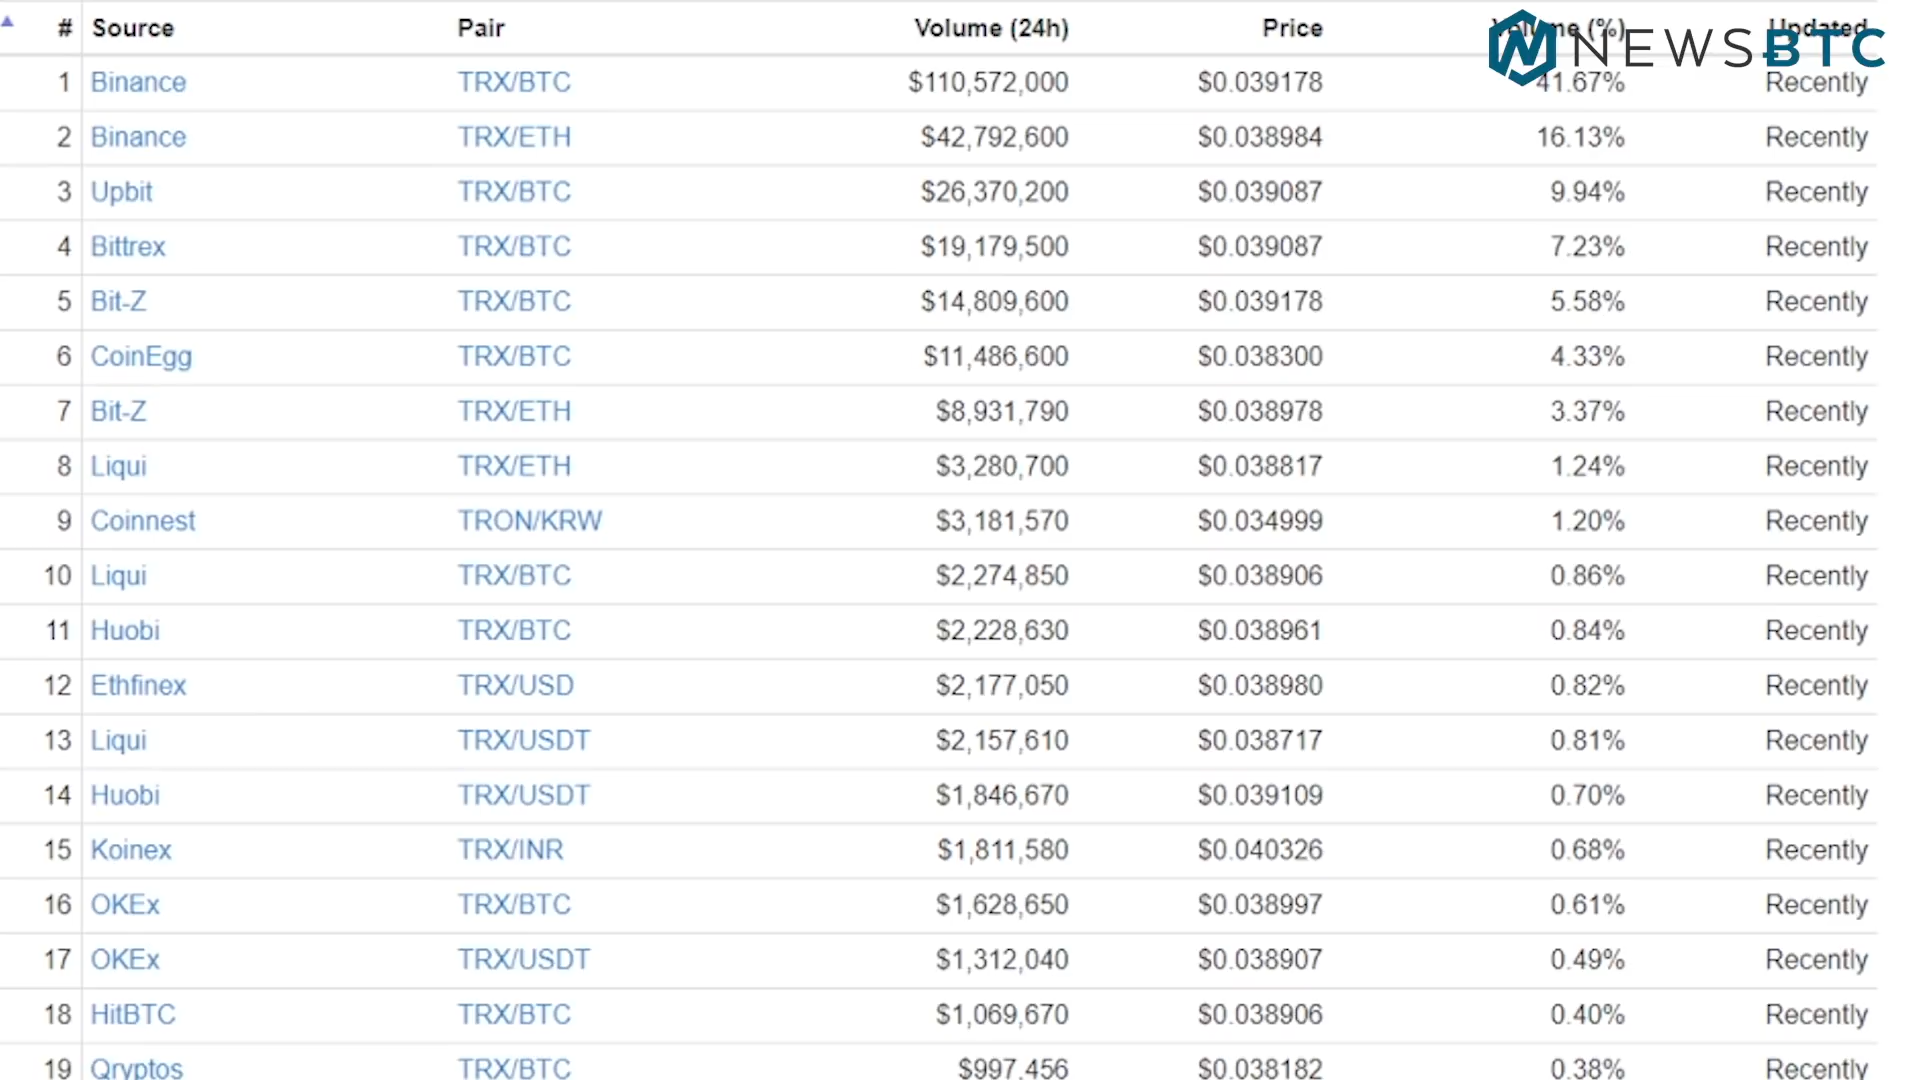 # Source Pair Volume (24h) Price Volume (%) Updated
NEWSBTC
1 Binance TRX/BTC $110,572,000 $0.039178 41.67% Recently
2 Binance TRX/ETH $42,792,600 $0.038984 16.13% Recently
3 Upbit TRX/BTC $26,370,200 $0.039087 9.94% Recently
4 Bittrex TRX/BTC $19,179,500 $0.039087 7.23% Recently
5 Bit-Z TRX/BTC $14,809,600 $0.039178 5.58% Recently
6 CoinEgg TRX/BTC $11,486,600 $0.038300 4.33% Recently
7 Bit-Z TRX/ETH $8,931,790 $0.038978 3.37% Recently
8 Liqui TRX/ETH $3,280,700 $0.038817 1.24% Recently
9 Coinnest TRON/KRW $3,181,570 $0.034999 1.20% Recently
10 Liqui TRX/BTC $2,274,850 $0.038906 0.86% Recently
11 Huobi TRX/BTC $2,228,630 $0.038961 0.84% Recently
12 Ethfinex TRX/USD $2,177,050 $0.038980 0.82% Recently
13 Liqui TRX/USDT $2,157,610 $0.038717 0.81% Recently
14 Huobi TRX/USDT $1,846,670 $0.039109 0.70% Recently
15 Koinex TRX/INR $1,811,580 $0.040326 0.68% Recently
16 OKEx TRX/BTC $1,628,650 $0.038997 0.61% Recently
17 OKEx TRX/USDT $1,312,040 $0.038907 0.49% Recently
18 HitBTC TRX/BTC $1,069,670 $0.038906 0.40% Recently
19 Qryptos TRX/BTC $997,456 $0.038182 0.38% Recently